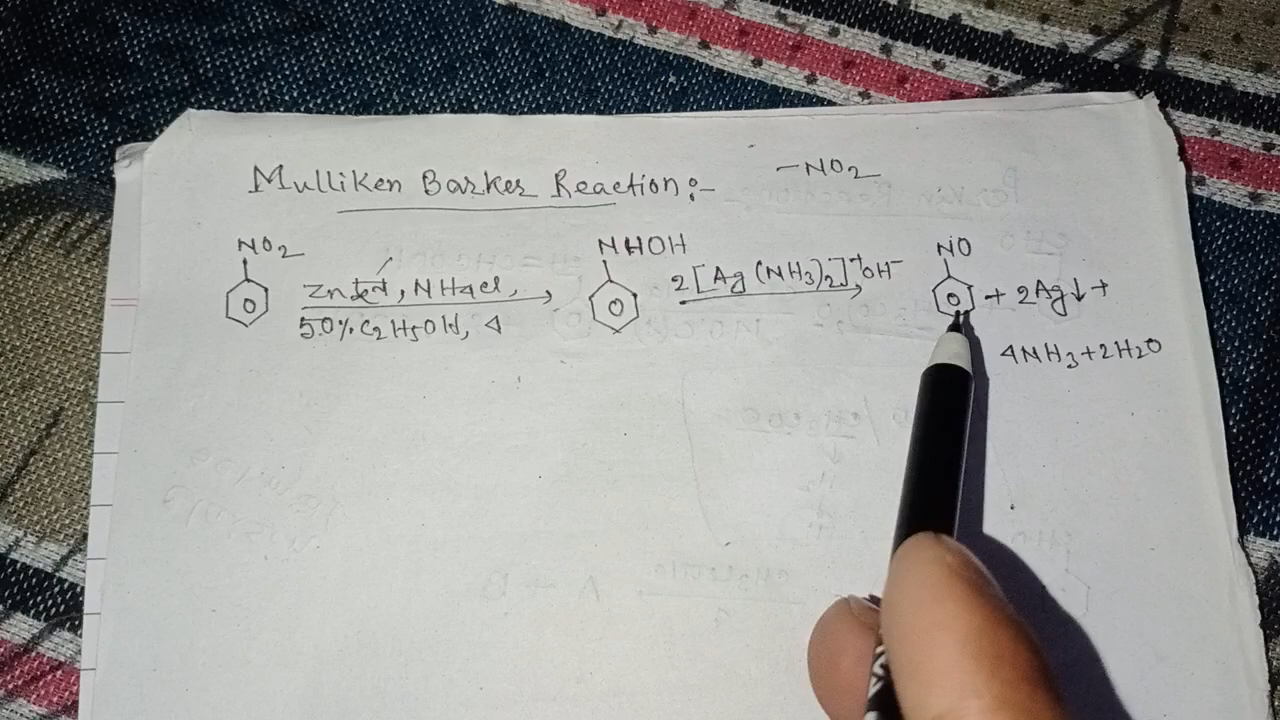 Mulliken Barker Reaction:-
-NO2
NO2
Zn, NH4Cl,
50% C2H5OH, Δ
NHOH
2[Ag(NH3)2]+OH-
NO
+ 2Ag↓ +
4NH3+2H2O
A + B